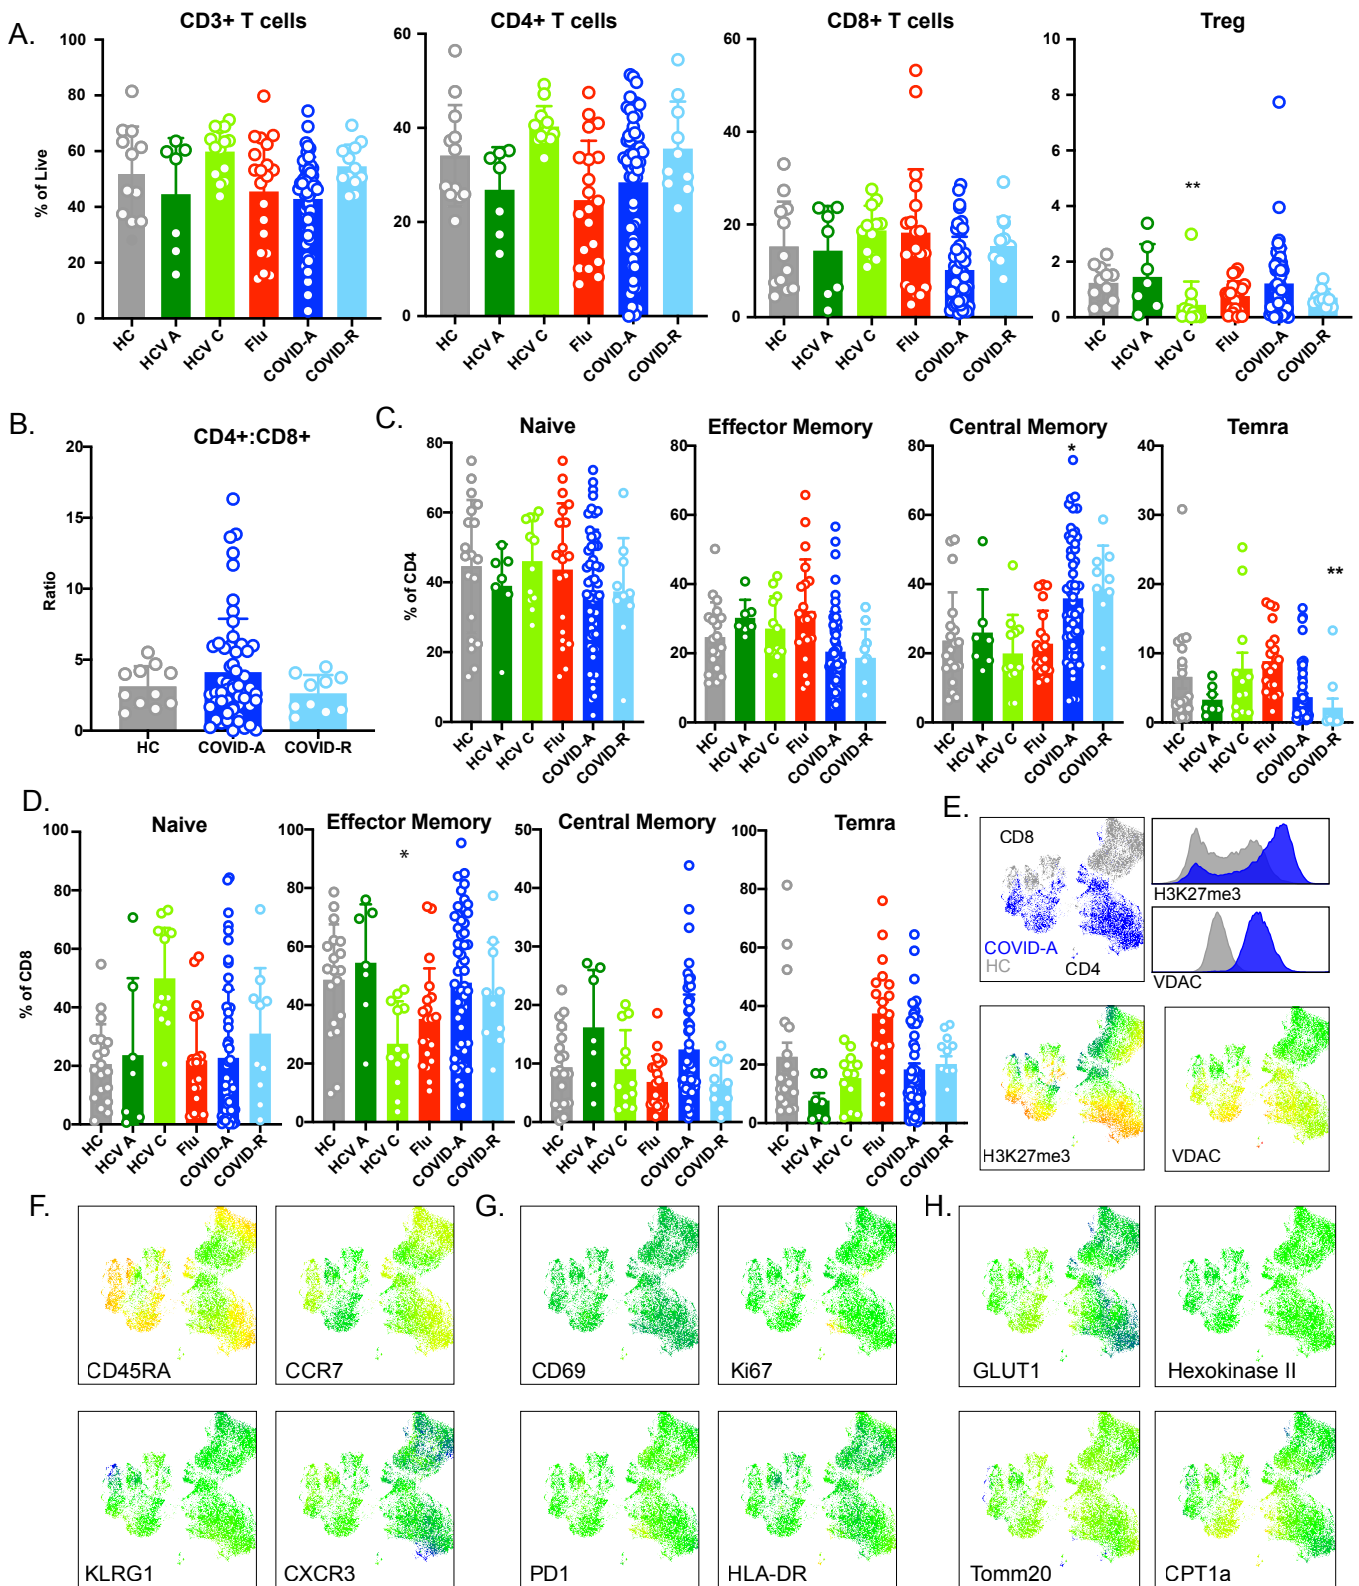 A.
CD3+ T cells
CD4+ T cells
CD8+ T cells
Treg
% of Live
100
80
60
40
20
0
60
40
20
0
60
40
20
0
10
8
6
4
2
0
**
HC
HCV A
HCV C
Flu
COVID-A
COVID-R
HC
HCV A
HCV C
Flu
COVID-A
COVID-R
HC
HCV A
HCV C
Flu
COVID-A
COVID-R
HC
HCV A
HCV C
Flu
COVID-A
COVID-R
B.
CD4+:CD8+
Ratio
20
15
10
5
0
HC
COVID-A
COVID-R
C.
Naive
Effector Memory
Central Memory
Temra
% of CD4
80
60
40
20
0
80
60
40
20
0
80
60
40
20
0
*
40
30
20
10
0
**
HC
HCV A
HCV C
Flu
COVID-A
COVID-R
HC
HCV A
HCV C
Flu
COVID-A
COVID-R
HC
HCV A
HCV C
Flu
COVID-A
COVID-R
HC
HCV A
HCV C
Flu
COVID-A
COVID-R
D.
Naive
Effector Memory
Central Memory
Temra
% of CD8
100
80
60
40
20
0
100
80
60
40
20
0
*
50
40
30
20
10
0
100
80
60
40
20
0
HC
HCV A
HCV C
Flu
COVID-A
COVID-R
HC
HCV A
HCV C
Flu
COVID-A
COVID-R
HC
HCV A
HCV C
Flu
COVID-A
COVID-R
HC
HCV A
HCV C
Flu
COVID-A
COVID-R
E.
CD8
COVID-A
HC
CD4
H3K27me3
VDAC
H3K27me3
VDAC
F.
CD45RA
CCR7
KLRG1
CXCR3
G.
CD69
Ki67
PD1
HLA-DR
H.
GLUT1
Hexokinase II
Tomm20
CPT1a